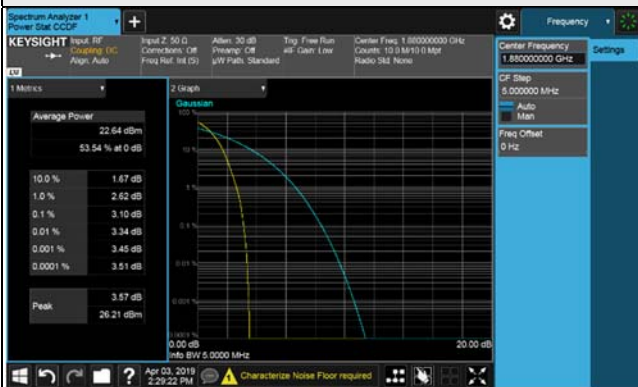 Spectrum Analyzer 1
Power Stat CCDF
Frequency
KEYSIGHT
Input: RF
Coupling: DC
Align: Auto
Input Z: 50 Ω
Corrections: Off
Freq Ref: Int (S)
Atten: 30 dB
Preamp: Off
µW Path: Standard
Trig: Free Run
#IF Gain: Low
Center Freq: 1.880000000 GHz
Counts: 10.0 M/10.0 Mpt
Radio Std: None
Center Frequency
1.880000000 GHz
Settings
CF Step
5.000000 MHz
Auto
Man
Freq Offset
0 Hz
1 Metrics
Average Power
22.64 dBm
53.54 % at 0 dB
10.0 % 1.67 dB
1.0 % 2.62 dB
0.1 % 3.10 dB
0.01 % 3.34 dB
0.001 % 3.45 dB
0.0001 % 3.51 dB
Peak 3.57 dB
26.21 dBm
2 Graph
Gaussian
100 %
10 %
1 %
0.1 %
0.01 %
0.001 %
0.0001 %
0.00 dB
20.00 dB
Info BW 5.0000 MHz
Apr 03, 2019
2:29:22 PM
Characterize Noise Floor required